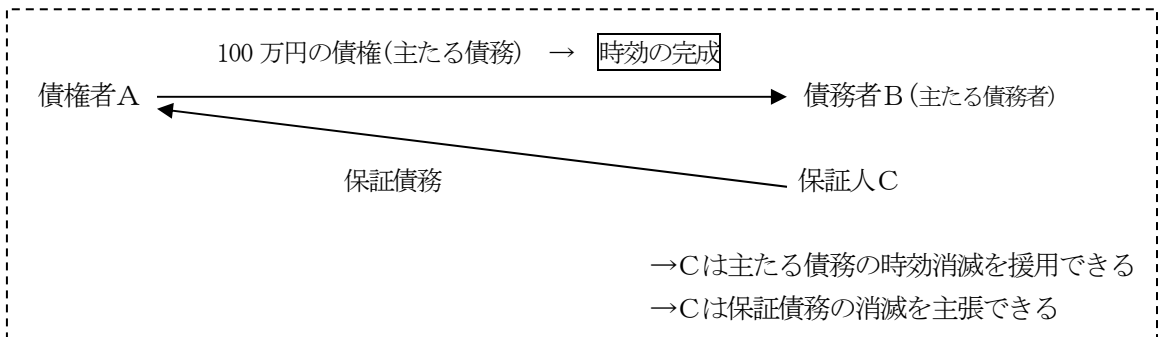 100 万円の債権(主たる債務) → 時効の完成
債権者Ａ 債務者Ｂ(主たる債務者)
保証債務 保証人Ｃ
→Ｃは主たる債務の時効消滅を援用できる
→Ｃは保証債務の消滅を主張できる